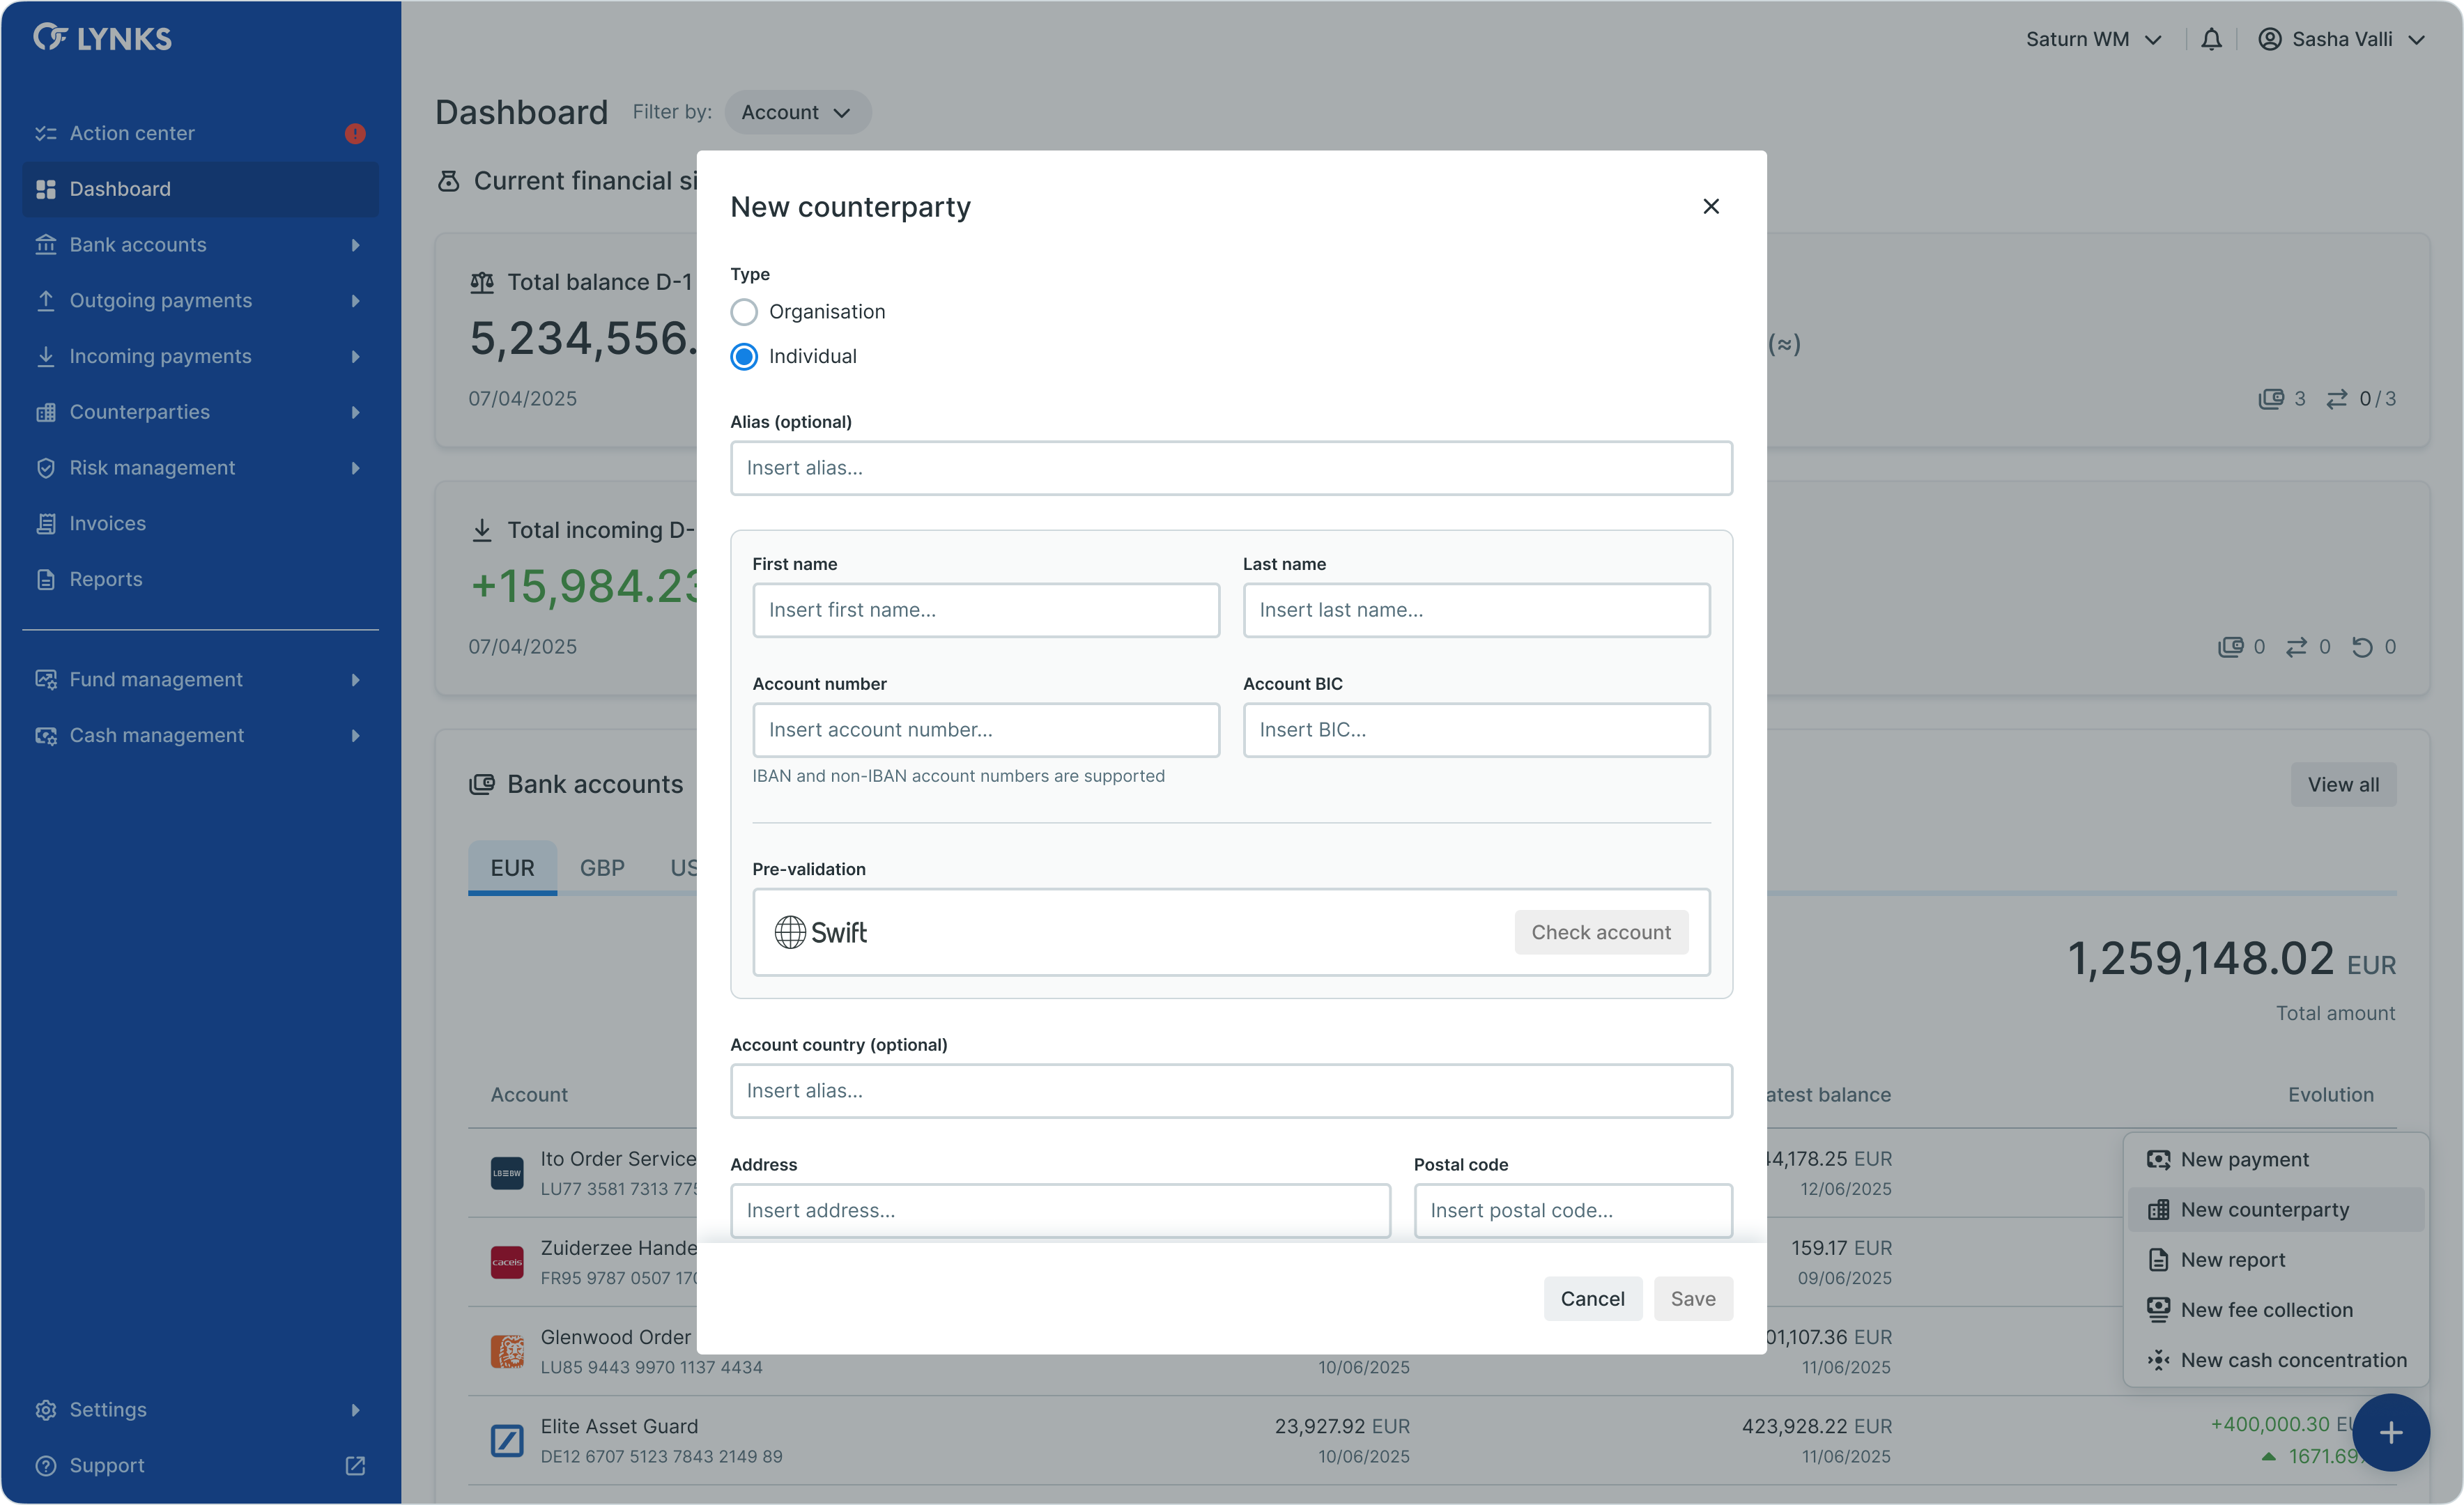 LYNKS
Saturn WM
Sasha Valli
Action center
Dashboard
Bank accounts
Outgoing payments
Incoming payments
Counterparties
Risk management
Invoices
Reports
Fund management
Cash management
Settings
Support
Dashboard
Filter by:
Account
Current financial si
Total balance D-1
5,234,556.
07/04/2025
(≈)
3
0/3
Total incoming D-
+15,984.23
07/04/2025
0
0
0
Bank accounts
View all
EUR
GBP
US
1,259,148.02 EUR
Total amount
Account
atest balance
Evolution
Ito Order Service
LU77 3581 7313 775
44,178.25 EUR
12/06/2025
LB≡BW
Zuiderzee Hande
FR95 9787 0507 170
159.17 EUR
09/06/2025
caceis
Glenwood Order
LU85 9443 9970 1137 4434
10/06/2025
01,107.36 EUR
11/06/2025
Elite Asset Guard
DE12 6707 5123 7843 2149 89
23,927.92 EUR
10/06/2025
423,928.22 EUR
11/06/2025
+400,000.30 EU
1671.69
New counterparty
Type
Organisation
Individual
Alias (optional)
Insert alias...
First name
Insert first name...
Last name
Insert last name...
Account number
Insert account number...
Account BIC
Insert BIC...
IBAN and non-IBAN account numbers are supported
Pre-validation
Swift
Check account
Account country (optional)
Insert alias...
Address
Insert address...
Postal code
Insert postal code...
Cancel
Save
New payment
New counterparty
New report
New fee collection
New cash concentration